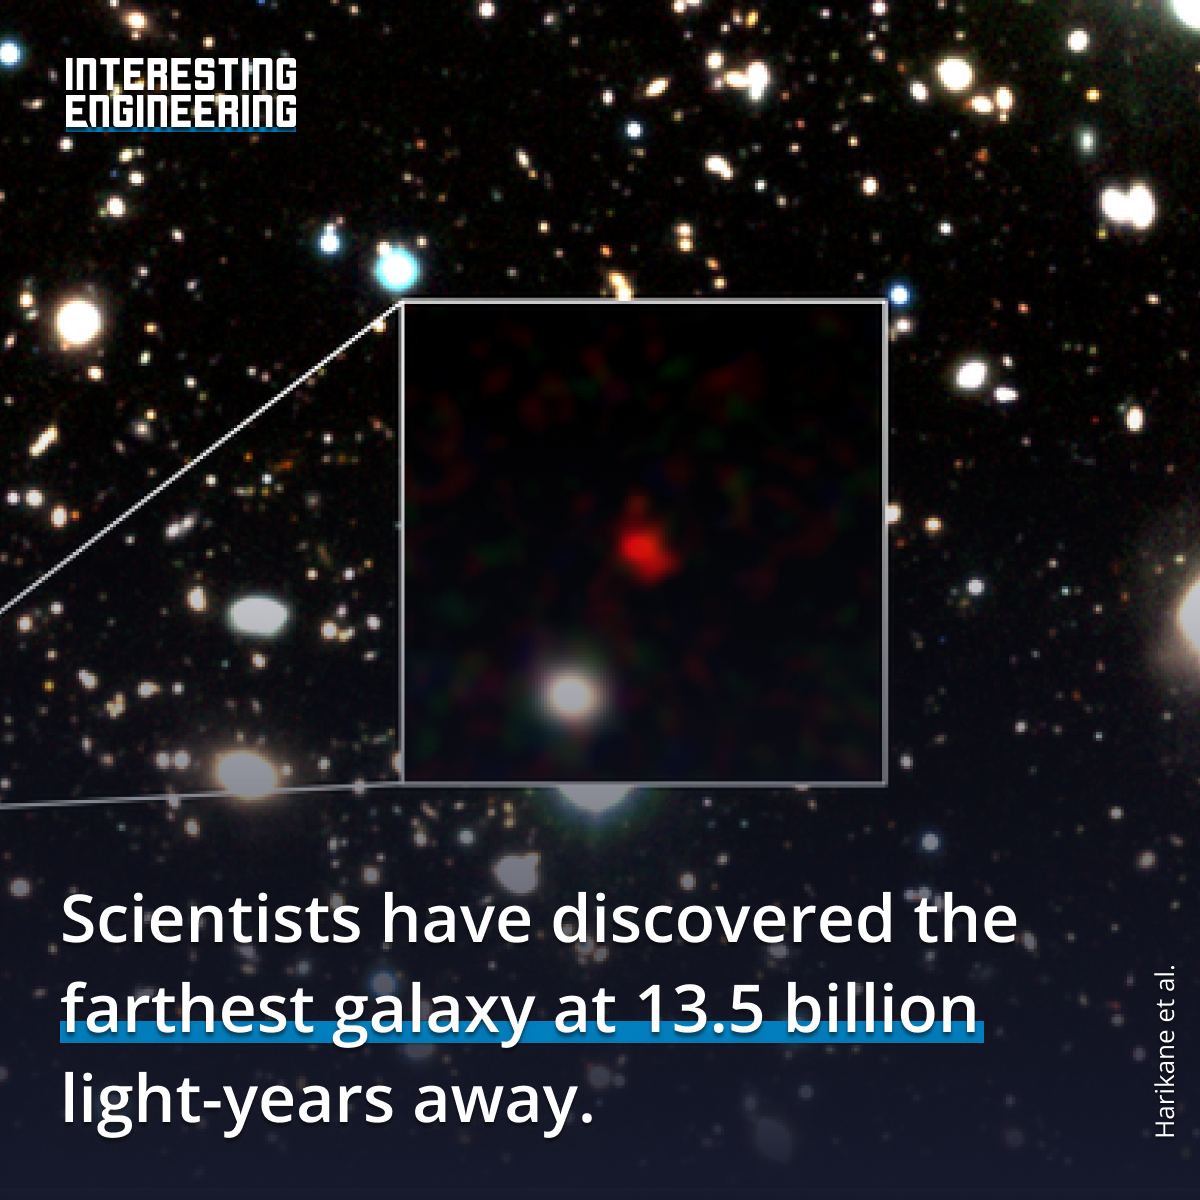 INTERESTING
ENGINEERING
Scientists have discovered the
farthest galaxy at 13.5 billion
light-years away.
Harikane et al.